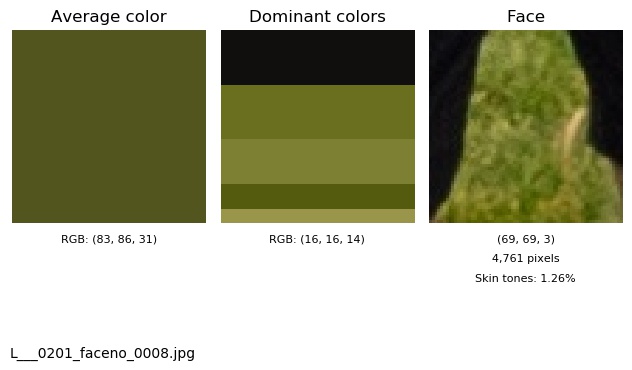 Average color
Dominant colors
Face
RGB: (83, 86, 31)
RGB: (16, 16, 14)
(69, 69, 3)
4,761 pixels
Skin tones: 1.26%
L___0201_faceno_0008.jpg